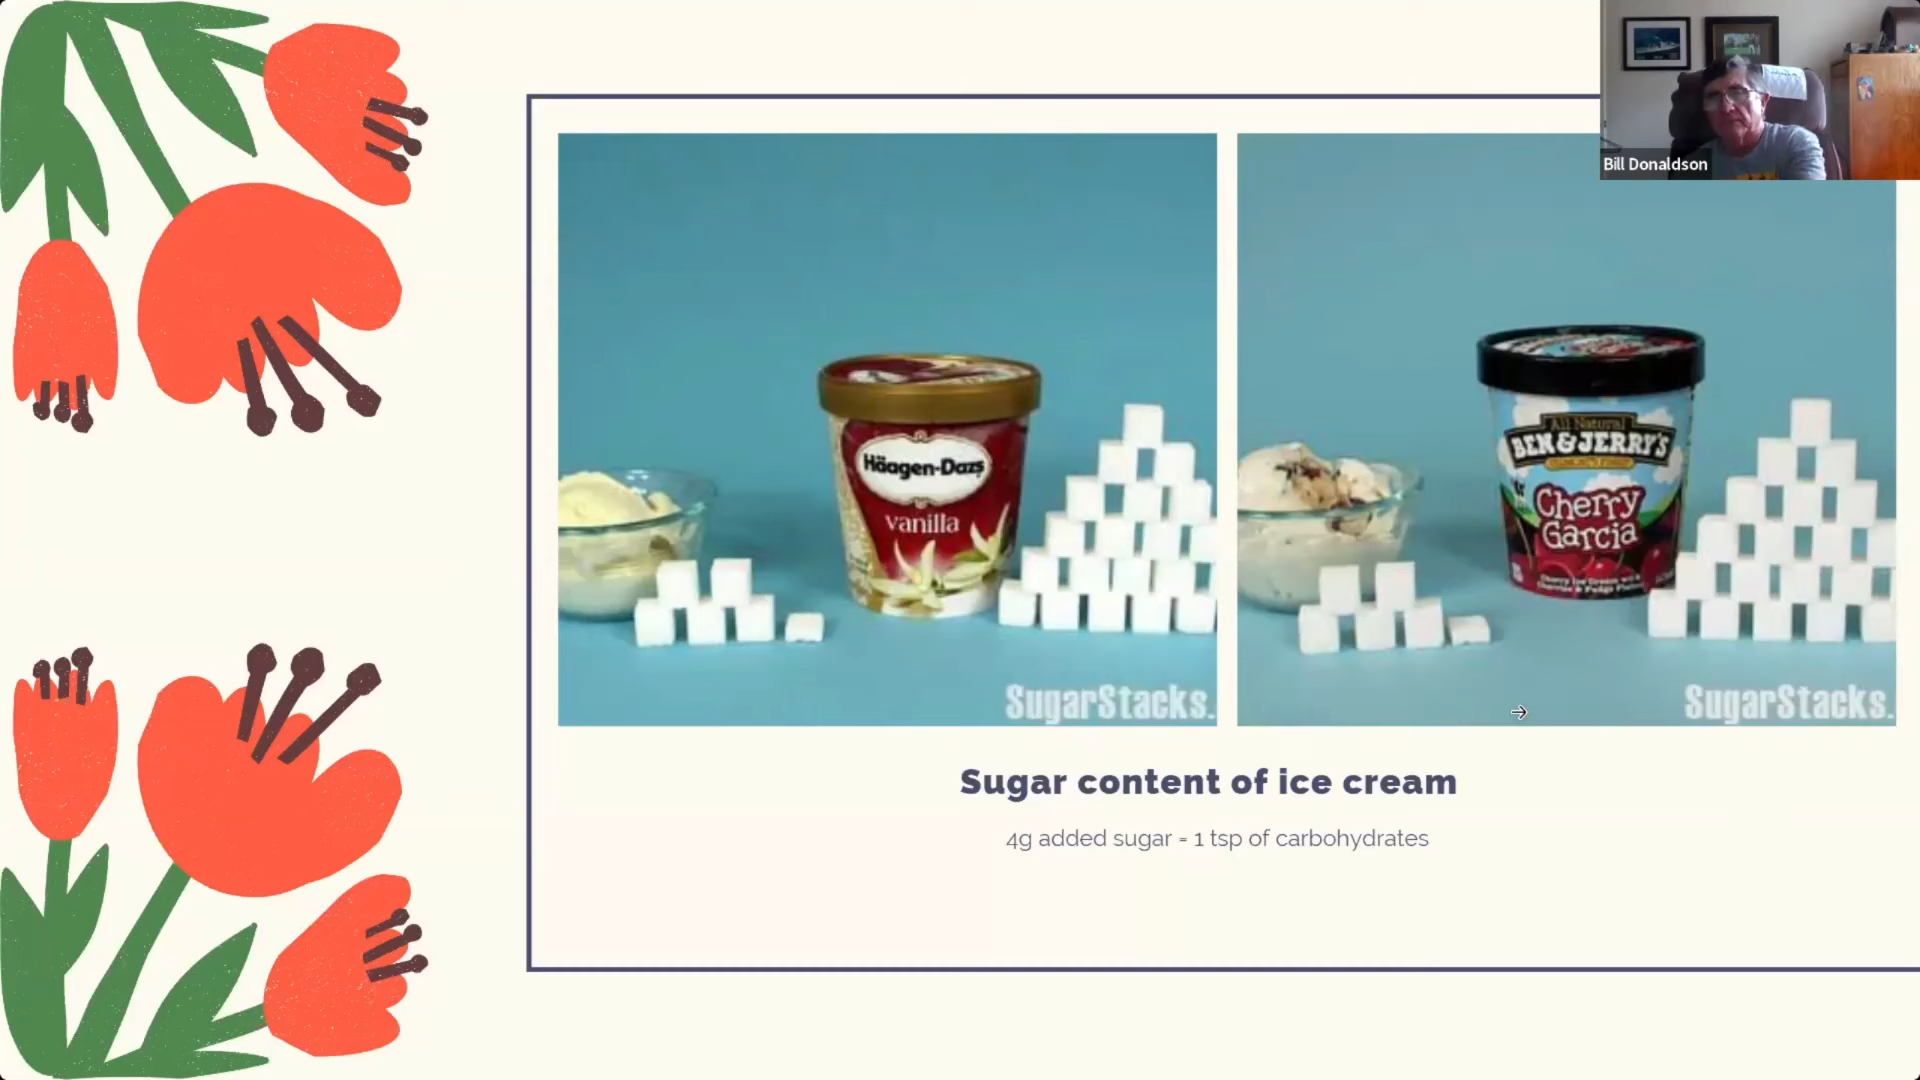 Bill Donaldson
Häagen-Dazs
vanilla
All Natural
BEN & JERRY'S
Cherry
Garcia
SugarStacks.
SugarStacks.
Sugar content of ice cream
4g added sugar = 1 tsp of carbohydrates